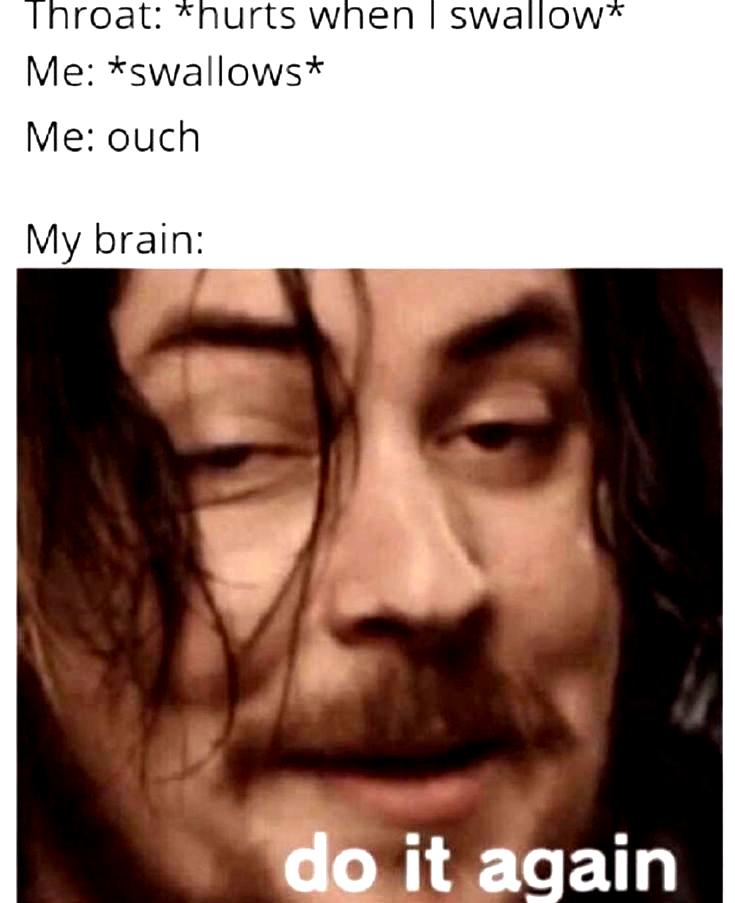 Throat: *hurts when I swallow*
Me: *swallows*
Me: ouch
My brain:
do it again